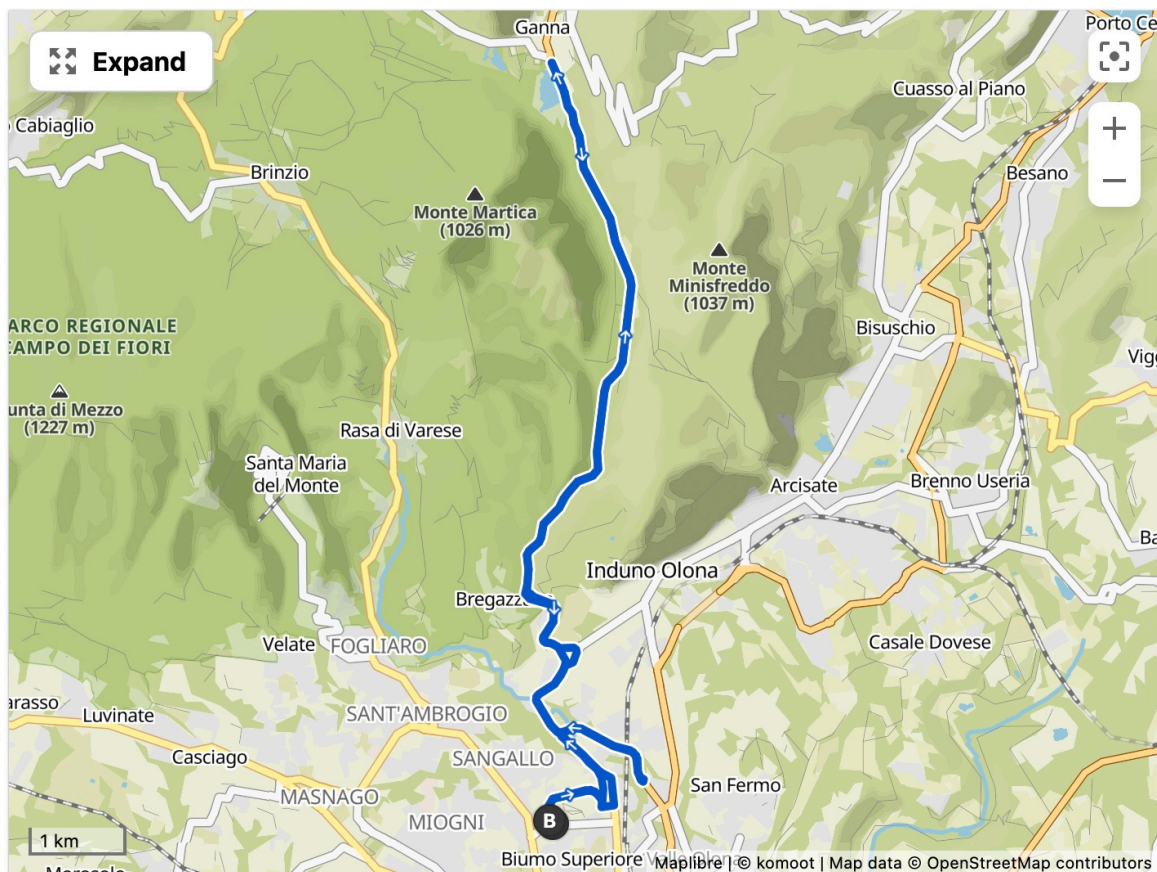 Ganna
Porto Ce
Expand
Cuasso al Piano
Cabiaglio
Brinzio
Besano
Monte Martica
(1026 m)
Monte
Minisfreddo
(1037 m)
ARCO REGIONALE
CAMPO DEI FIORI
Bisuschio
Vigg
unta di Mezzo
(1227 m)
Rasa di Varese
Santa Maria
del Monte
Arcisate
Brenno Useria
Ba
Induno Olona
Bregazz
Velate
FOGLIARO
Casale Dovese
arasso
Luvinate
SANT'AMBROGIO
Casciago
SANGALLO
San Fermo
MASNAGO
MIOGNI
B
1 km
Biumo Superiore
Maplibre | © komoot | Map data © OpenStreetMap contributors